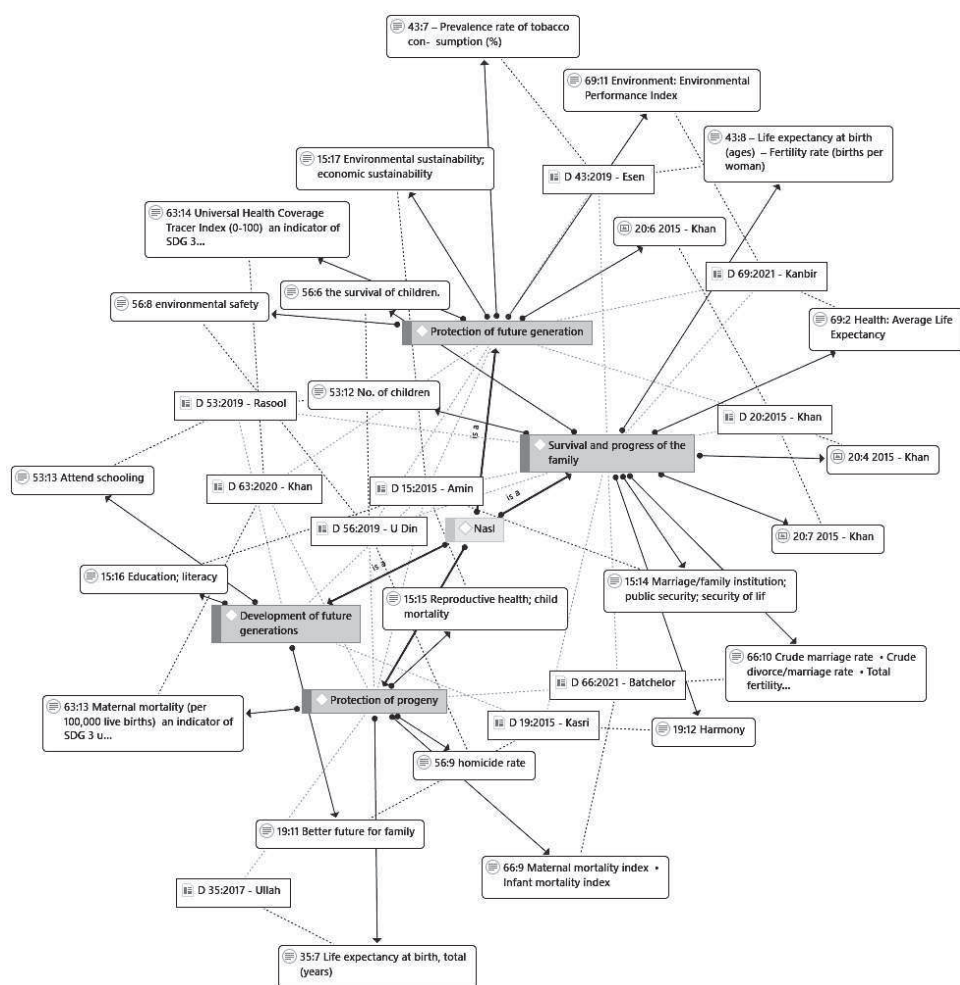 43:7 – Prevalence rate of tobacco
con- sumption (%)
69:11 Environment: Environmental
Performance Index
43:8 – Life expectancy at birth
(ages) – Fertility rate (births per
woman)
15:17 Environmental sustainability;
economic sustainability
D 43:2019 - Esen
63:14 Universal Health Coverage
Tracer Index (0-100) an indicator of
SDG 3...
20:6 2015 - Khan
D 69:2021 - Kanbir
56:8 environmental safety
56:6 the survival of children.
Protection of future generation
69:2 Health: Average Life
Expectancy
53:12 No. of children
D 53:2019 - Rasool
D 20:2015 - Khan
is a
Survival and progress of the
family
20:4 2015 - Khan
53:13 Attend schooling
D 63:2020 - Khan
D 15:2015 - Amin
is a
D 56:2019 - U Din
Nasl
20:7 2015 - Khan
is a
15:16 Education; literacy
15:14 Marriage/family institution;
public security; security of lif
15:15 Reproductive health; child
mortality
Development of future
generations
66:10 Crude marriage rate • Crude
divorce/marriage rate • Total
fertility...
D 66:2021 - Batchelor
Protection of progeny
63:13 Maternal mortality (per
100,000 live births) an indicator of
SDG 3 u...
D 19:2015 - Kasri
19:12 Harmony
56:9 homicide rate
19:11 Better future for family
66:9 Maternal mortality index •
Infant mortality index
D 35:2017 - Ullah
35:7 Life expectancy at birth, total
(years)